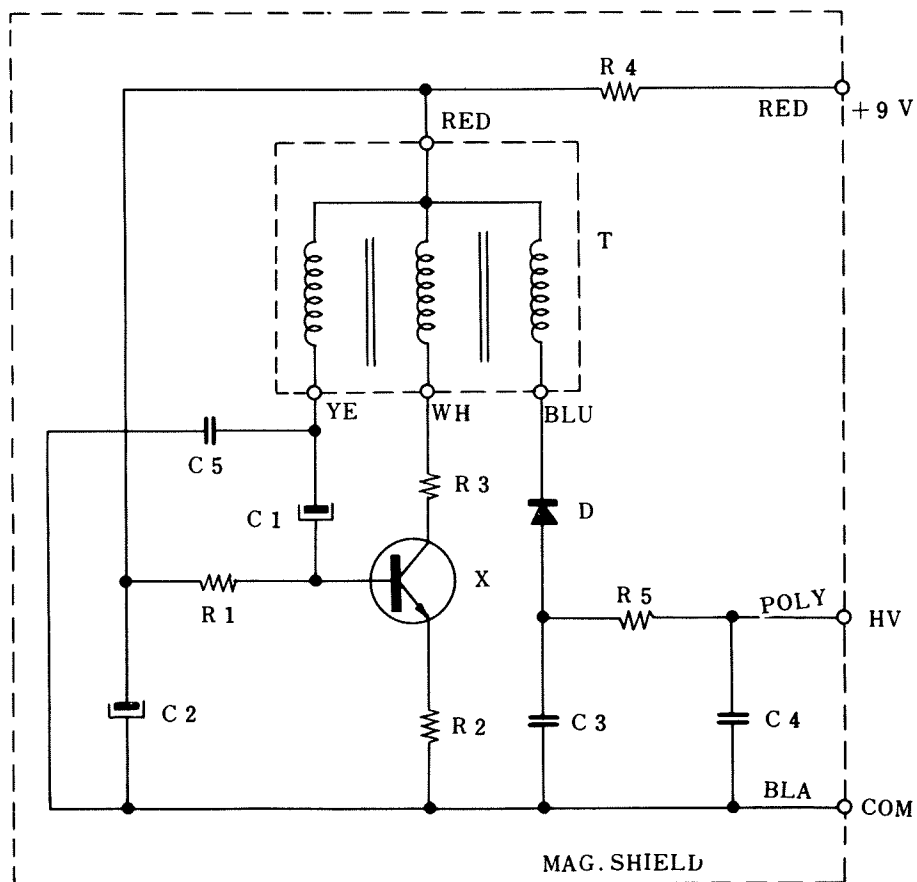 R 4
RED
+ 9 V
RED
T
YE
WH
BLU
C 5
R 3
C 1
D
X
R 1
R 5
POLY
HV
C 2
R 2
C 3
C 4
BLA
COM
MAG. SHIELD